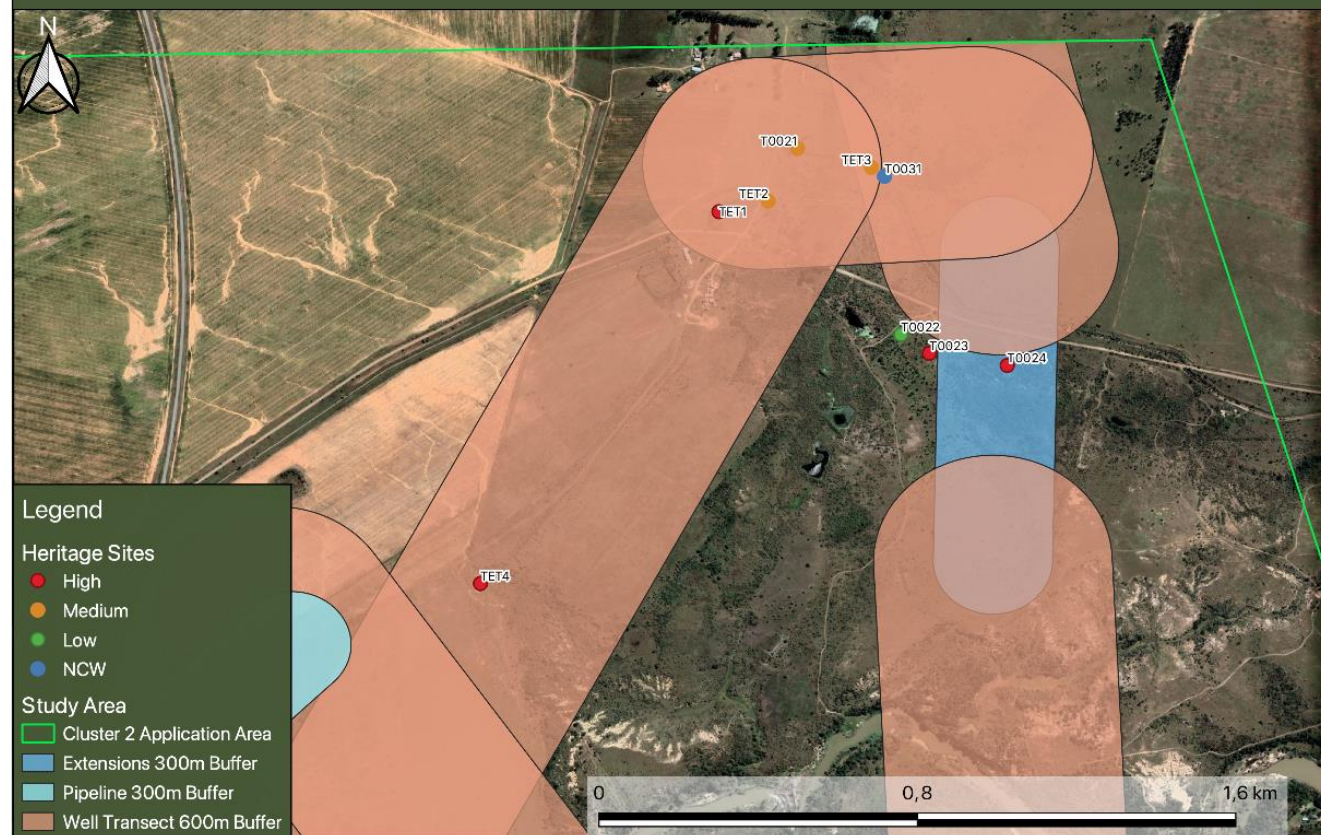 N
T0021
TET3
T0031
TET2
TET1
T0022
T0023
T0024
TET4
Legend
Heritage Sites
High
Medium
Low
NCW
Study Area
Cluster 2 Application Area
Extensions 300m Buffer
Pipeline 300m Buffer
Well Transect 600m Buffer
0 0,8 1,6 km